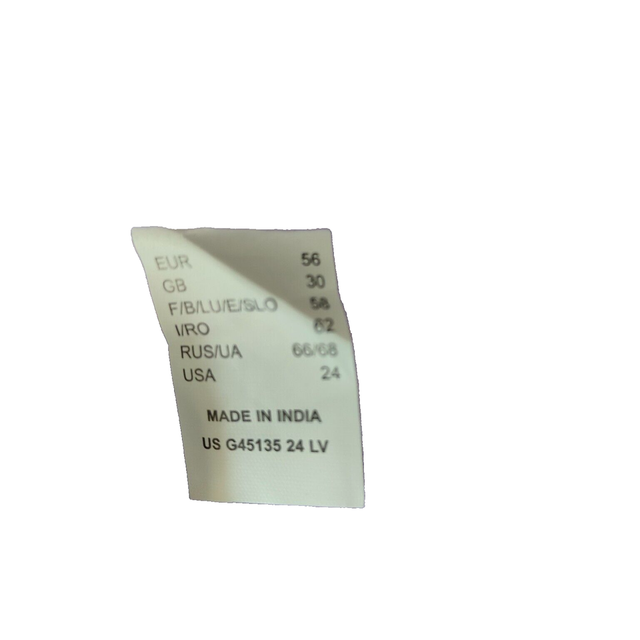 EUR 56
GB 30
F/B/LU/E/SLO 58
I/RO 62
RUS/UA 66/68
USA 24
MADE IN INDIA
US G45135 24 LV